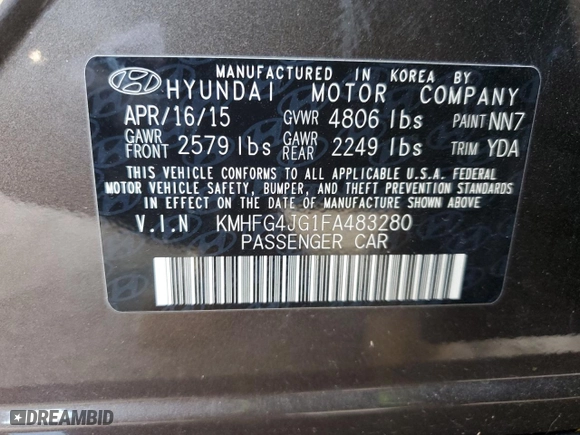 MANUFACTURED IN KOREA BY
HYUNDAI MOTOR COMPANY
APR/16/15 GVWR 4806 lbs PAINT NN7
GAWR FRONT 2579 lbs GAWR REAR 2249 lbs TRIM YDA
THIS VEHICLE CONFORMS TO ALL APPLICABLE U.S.A. FEDERAL
MOTOR VEHICLE SAFETY, BUMPER, AND THEFT PREVENTION STANDARDS
IN EFFECT ON THE DATE OF MANUFACTURE SHOWN ABOVE.
V.I.N KMHFG4JG1FA483280
PASSENGER CAR
DREAMBID